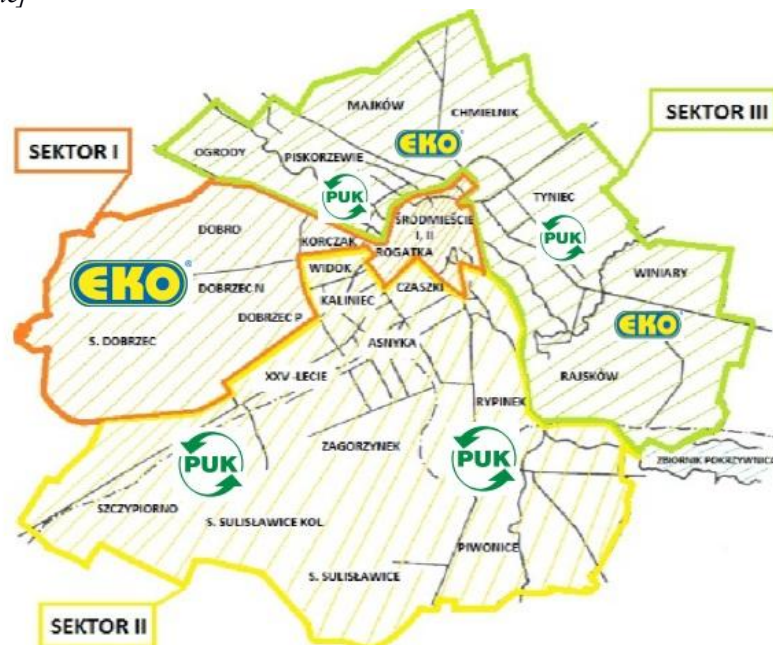 MAJKÓW
CHMIELNIK
SEKTOR III
SEKTOR I
OGRODY
PISKORZEWIE
EKO
PUK
TYNIEC
ŚRÓDMIEŚCIE
I, II
PUK
DOBRO
KORCZAK
ROGATKA
WINIARY
EKO®
WIDOK
DOBRZEC N
KALINIEC
CZASZKI
DOBRZEC P
EKO
S. DOBRZEC
ASNYKA
XXV -LECIE
RAJSKÓW
RYPINEK
ZAGORZYNEK
PUK
PUK
ZBIORNIK POKRZYWNICA
SZCZYPIORNO
S. SULISŁAWICE KOL.
PIWONICE
S. SULISŁAWICE
SEKTOR II